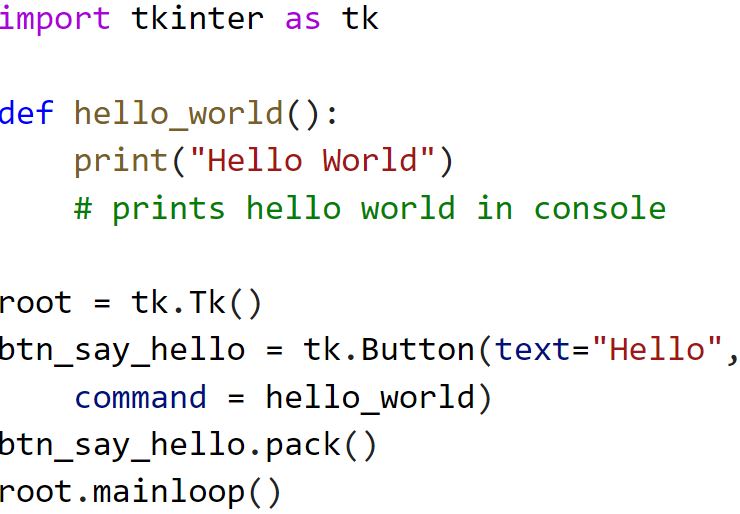 import tkinter as tk
def hello_world():
print("Hello World")
# prints hello world in console
root = tk.Tk()
btn_say_hello = tk.Button(text="Hello",
command = hello_world)
btn_say_hello.pack()
root.mainloop()